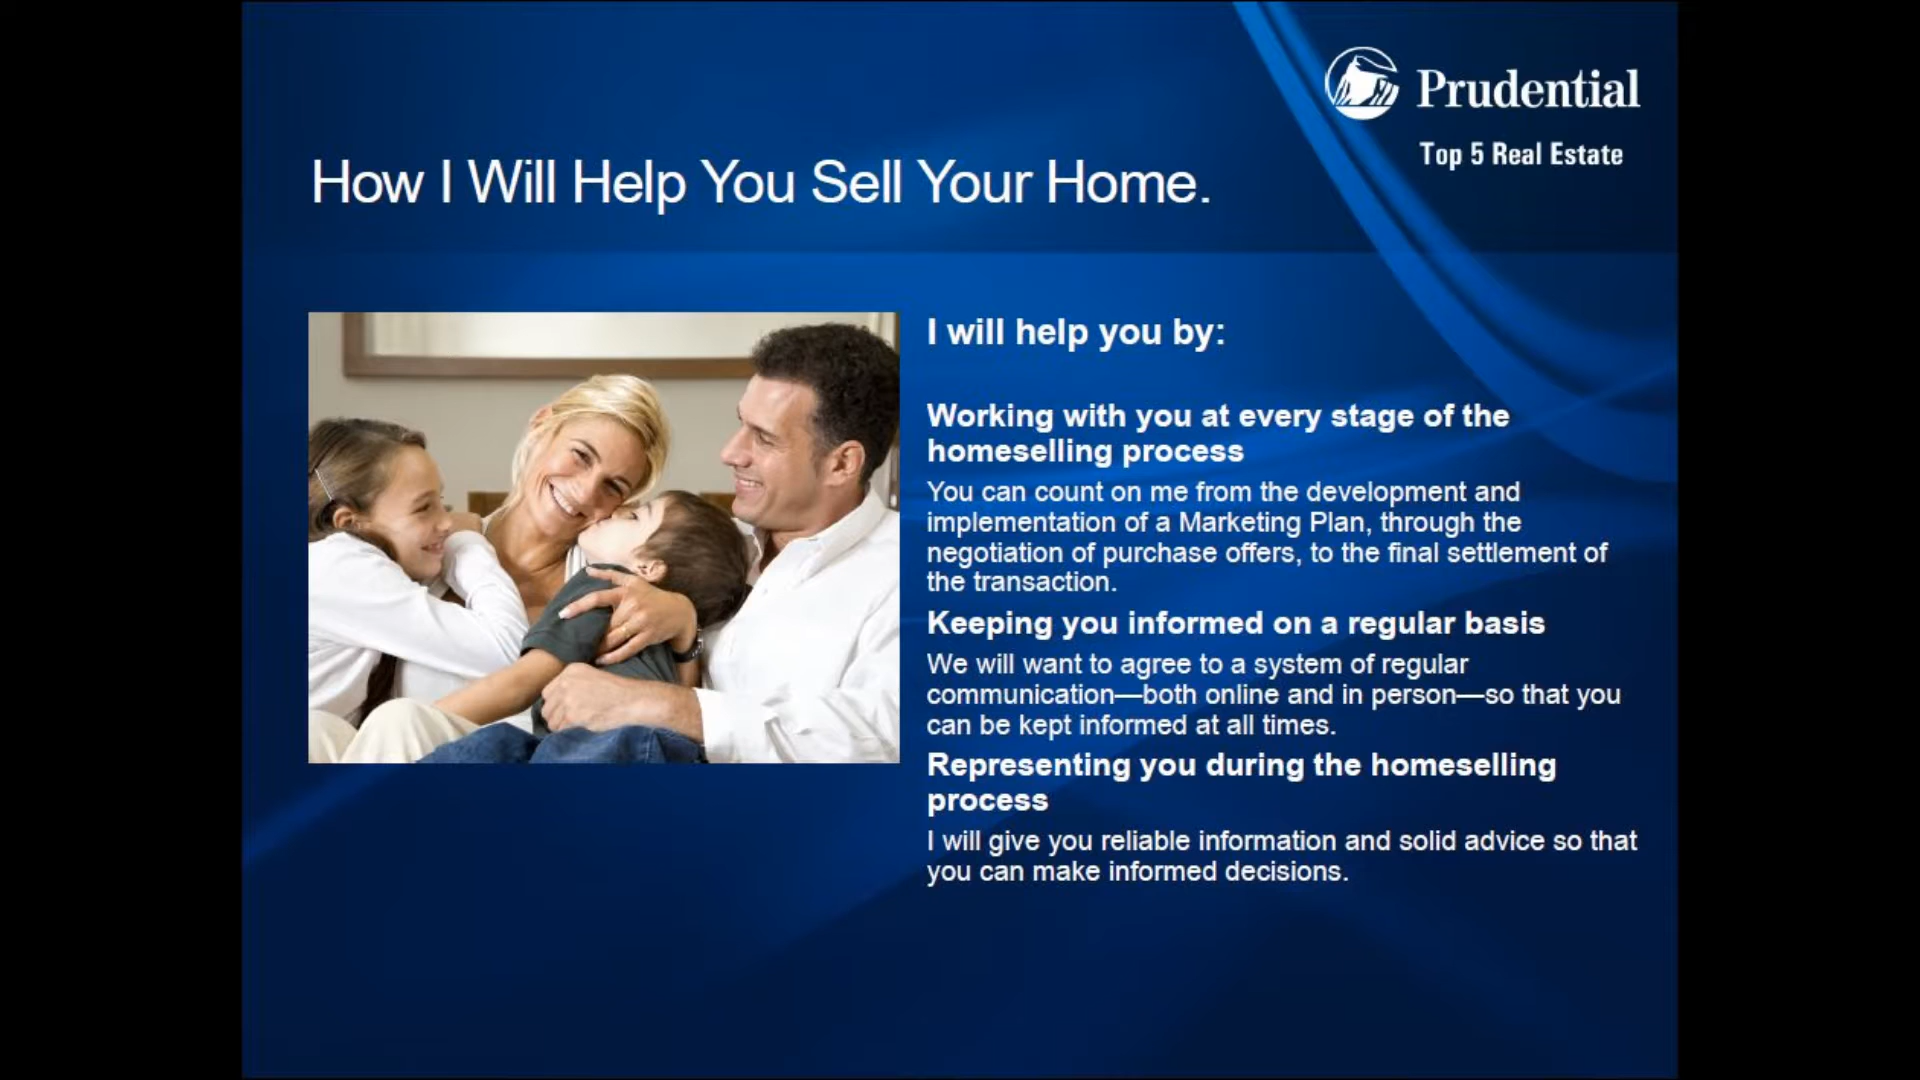 Prudential
Top 5 Real Estate
How I Will Help You Sell Your Home.
I will help you by:
Working with you at every stage of the
homeselling process
You can count on me from the development and
implementation of a Marketing Plan, through the
negotiation of purchase offers, to the final settlement of
the transaction.
Keeping you informed on a regular basis
We will want to agree to a system of regular
communication—both online and in person—so that you
can be kept informed at all times.
Representing you during the homeselling
process
I will give you reliable information and solid advice so that
you can make informed decisions.